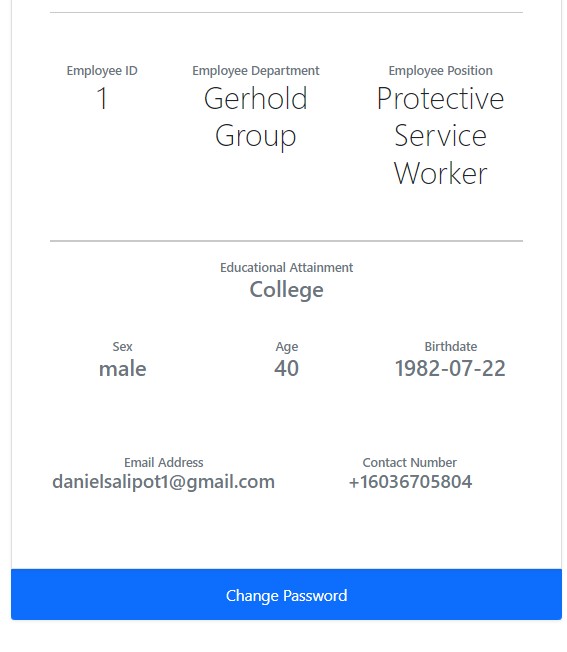 Employee ID
1
Employee Department
Gerhold
Group
Employee Position
Protective
Service
Worker
Educational Attainment
College
Sex
male
Age
40
Birthdate
1982-07-22
Email Address
danielsalipot1@gmail.com
Contact Number
+16036705804
Change Password